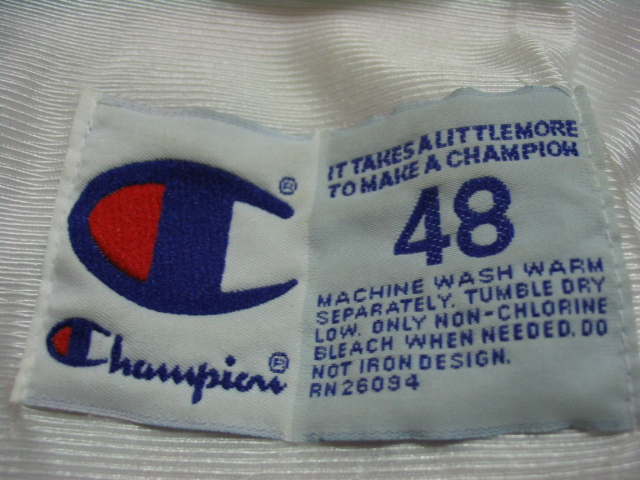 ®
Champion®
IT TAKES A LITTLE MORE
TO MAKE A CHAMPION
48
MACHINE WASH WARM
SEPARATELY. TUMBLE DRY
LOW. ONLY NON-CHLORINE
BLEACH WHEN NEEDED. DO
NOT IRON DESIGN.
RN26094